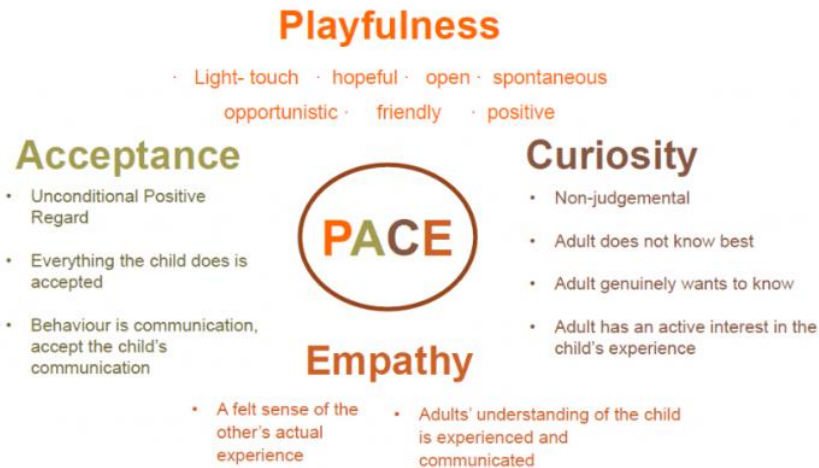 Playfulness
· Light- touch · hopeful · open · spontaneous
opportunistic · friendly · positive
Acceptance
• Unconditional Positive
Regard
• Everything the child does is
accepted
• Behaviour is communication,
accept the child's
communication
PACE
Curiosity
• Non-judgemental
• Adult does not know best
• Adult genuinely wants to know
• Adult has an active interest in the
child's experience
Empathy
• A felt sense of the
other's actual
experience
• Adults' understanding of the child
is experienced and
communicated